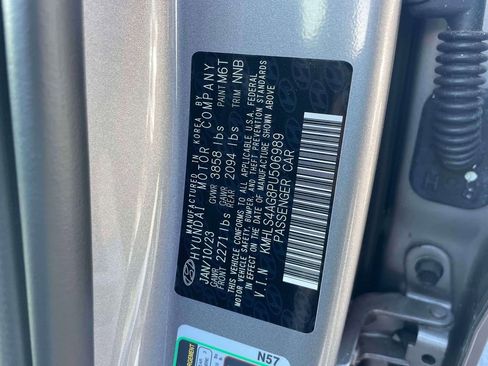 MANUFACTURED IN KOREA BY
HYUNDAI MOTOR COMPANY
JAN/10/23 GVWR 3858 lbs PAINT M6T
GAWR FRONT 2271 lbs GAWR REAR 2094 lbs TRIM NNB
THIS VEHICLE CONFORMS TO ALL APPLICABLE U.S.A. FEDERAL
MOTOR VEHICLE SAFETY, BUMPER, AND THEFT PREVENTION STANDARDS
IN EFFECT ON THE DATE OF MANUFACTURE SHOWN ABOVE
V.I.N KMHLS4AG8PU506989
PASSENGER CAR
N57